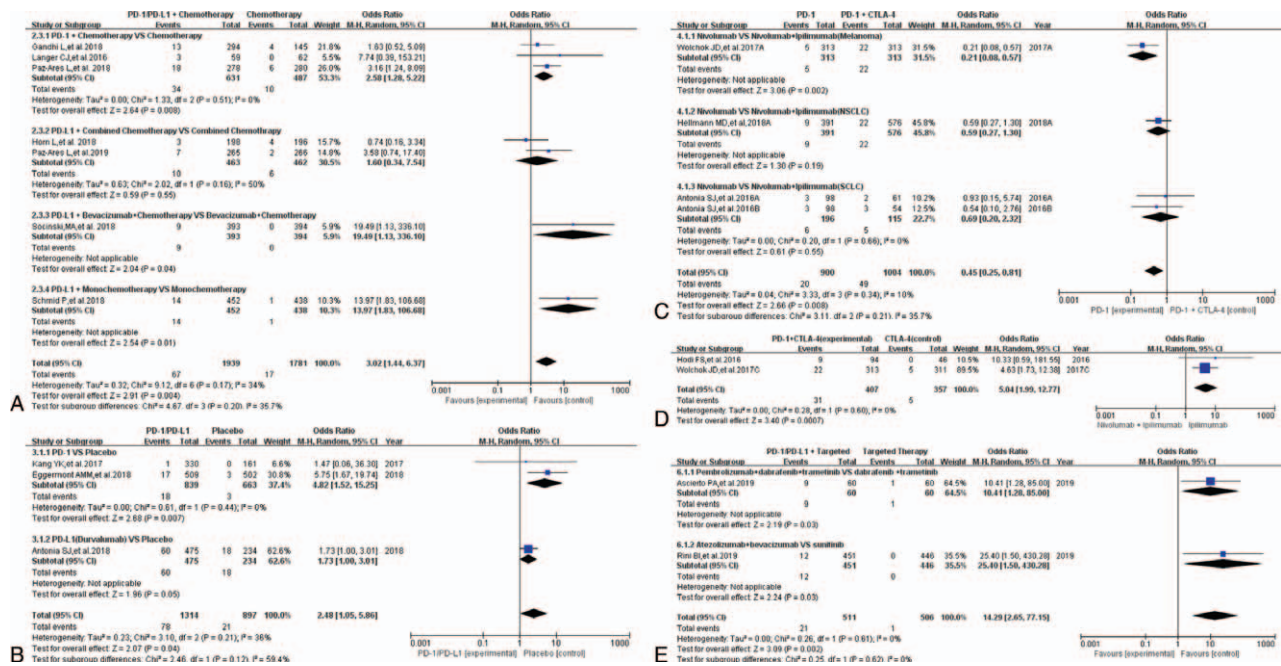 PD-1/PD-L1 + Chemotherapy Chemotherapy Odds Ratio Odds Ratio
Study or Subgroup Events Total Events Total Weight M-H, Random, 95% CI M-H, Random, 95% CI
2.3.1 PD-1 + Chemotherapy VS Chemotherapy
Gandhi L,et al.2018 13 294 4 145 21.8% 1.63 [0.52, 5.09]
Langer CJ,et al.2016 3 59 0 62 5.5% 7.74 [0.39, 153.21]
Paz-Ares L,et al.2018 18 278 6 280 26.0% 3.16 [1.24, 8.09]
Subtotal (95% CI) 631 487 53.3% 2.58 [1.28, 5.22]
Total events 34 10
Heterogeneity: Tau² = 0.00; Chi² = 1.33, df = 2 (P = 0.51); I² = 0%
Test for overall effect: Z = 2.64 (P = 0.008)
2.3.2 PD-L1 + Combined Chemotherapy VS Combined Chemothrapy
Horn L,et al.2018 3 198 4 196 15.7% 0.74 [0.16, 3.34]
Paz-Ares L,et al.2019 7 265 2 266 14.8% 3.58 [0.74, 17.40]
Subtotal (95% CI) 463 462 30.5% 1.60 [0.34, 7.54]
Total events 10 6
Heterogeneity: Tau² = 0.63; Chi² = 2.02, df = 1 (P = 0.16); I² = 50%
Test for overall effect: Z = 0.59 (P = 0.55)
2.3.3 PD-L1 + Bevacizumab+Chemotherapy VS Bevacizumab+Chemotherapy
Socinski,MA,et al.2018 9 393 0 394 5.9% 19.49 [1.13, 336.10]
Subtotal (95% CI) 393 394 5.9% 19.49 [1.13, 336.10]
Total events 9 0
Heterogeneity: Not applicable
Test for overall effect: Z = 2.04 (P = 0.04)
2.3.4 PD-L1 + Monochemotherapy VS Monochemotherapy
Schmid P,et al.2018 14 452 1 438 10.3% 13.97 [1.83, 106.68]
Subtotal (95% CI) 452 438 10.3% 13.97 [1.83, 106.68]
Total events 14 1
Heterogeneity: Not applicable
Test for overall effect: Z = 2.54 (P = 0.01)
Total (95% CI) 1939 1781 100.0% 3.02 [1.44, 6.37]
Total events 67 17
Heterogeneity: Tau² = 0.32; Chi² = 9.12, df = 6 (P = 0.17); I² = 34%
Test for overall effect: Z = 2.91 (P = 0.004)
Test for subgroup differences: Chi² = 4.67, df = 3 (P = 0.20); I² = 35.7%
0.001 0.1 1 10 1000
Favours [experimental] Favours [control]
A
PD-1/PD-L1 Placebo Odds Ratio Odds Ratio
Study or Subgroup Events Total Events Total Weight M-H, Random, 95% CI Year M-H, Random, 95% CI
3.1.1 PD-1 VS Placebo
Kang YK,et al.2017 1 330 0 161 6.6% 1.47 [0.06, 36.30] 2017
Eggermont AMM,et al.2018 17 509 3 502 30.8% 5.75 [1.67, 19.74] 2018
Subtotal (95% CI) 839 663 37.4% 4.82 [1.52, 15.25]
Total events 18 3
Heterogeneity: Tau² = 0.00; Chi² = 0.61, df = 1 (P = 0.44); I² = 0%
Test for overall effect: Z = 2.68 (P = 0.007)
3.1.2 PD-L1(Durvalumab) VS Placebo
Antonia SJ,et al.2018 60 475 18 234 62.6% 1.73 [1.00, 3.01] 2018
Subtotal (95% CI) 475 234 62.6% 1.73 [1.00, 3.01]
Total events 60 18
Heterogeneity: Not applicable
Test for overall effect: Z = 1.96 (P = 0.05)
Total (95% CI) 1314 897 100.0% 2.48 [1.05, 5.86]
Total events 78 21
Heterogeneity: Tau² = 0.23; Chi² = 3.10, df = 2 (P = 0.21); I² = 36%
Test for overall effect: Z = 2.07 (P = 0.04)
Test for subgroup differences: Chi² = 2.46, df = 1 (P = 0.12), I² = 59.4%
0.001 0.1 1 10 1000
PD-1/PD-L1 [experimental] Placebo [control]
B
PD-1 PD-1 + CTLA-4 Odds Ratio Odds Ratio
Study or Subgroup Events Total Events Total Weight M-H, Random, 95% CI Year M-H, Random, 95% CI
4.1.1 Nivolumab VS Nivolumab+Ipilimumab(Melanoma)
Wolchok JD,et al.2017A 5 313 22 313 31.5% 0.21 [0.08, 0.57] 2017A
Subtotal (95% CI) 313 313 31.5% 0.21 [0.08, 0.57]
Total events 5 22
Heterogeneity: Not applicable
Test for overall effect: Z = 3.06 (P = 0.002)
4.1.2 Nivolumab VS Nivolumab+Ipilimumab(NSCLC)
Hellmann MD,et al.2018A 9 391 22 576 45.8% 0.59 [0.27, 1.30] 2018A
Subtotal (95% CI) 391 576 45.8% 0.59 [0.27, 1.30]
Total events 9 22
Heterogeneity: Not applicable
Test for overall effect: Z = 1.30 (P = 0.19)
4.1.3 Nivolumab VS Nivolumab+Ipilimumab(SCLC)
Antonia SJ,et al.2016A 3 98 2 61 10.2% 0.93 [0.15, 5.74] 2016A
Antonia SJ,et al.2016B 3 98 3 54 12.5% 0.54 [0.10, 2.76] 2016B
Subtotal (95% CI) 196 115 22.7% 0.69 [0.20, 2.32]
Total events 6 5
Heterogeneity: Tau² = 0.00; Chi² = 0.20, df = 1 (P = 0.66); I² = 0%
Test for overall effect: Z = 0.61 (P = 0.55)
Total (95% CI) 900 1004 100.0% 0.45 [0.25, 0.81]
Total events 20 49
Heterogeneity: Tau² = 0.04; Chi² = 3.33, df = 3 (P = 0.34); I² = 10%
Test for overall effect: Z = 2.66 (P = 0.008)
Test for subgroup differences: Chi² = 3.11, df = 2 (P = 0.21), I² = 35.7%
0.001 0.1 1 10 1000
PD-1 [experimental] PD-1 + CTLA-4 [control]
C
PD-1+CTLA-4(experimental) CTLA-4(control) Odds Ratio Odds Ratio
Study or Subgroup Events Total Events Total Weight M-H, Random, 95% CI Year M-H, Random, 95% CI
Hodi FS,et al.2016 9 94 0 46 10.5% 10.33 [0.59, 181.55] 2016
Wolchok JD,et al.2017C 22 313 5 311 89.5% 4.63 [1.73, 12.38] 2017C
Total (95% CI) 407 357 100.0% 5.04 [1.99, 12.77]
Total events 31 5
Heterogeneity: Tau² = 0.00; Chi² = 0.28, df = 1 (P = 0.60); I² = 0%
Test for overall effect: Z = 3.40 (P = 0.0007)
0.001 0.1 1 10 1000
Nivolumab + Ipilimumab Ipilimumab
D
PD-1/PD-L1 + Targeted Targeted Therapy Odds Ratio Odds Ratio
Study or Subgroup Events Total Events Total Weight M-H, Random, 95% CI Year M-H, Random, 95% CI
6.1.1 Pembrolizumab+dabrafenib+trametinib VS dabrafenib +trametinib
Ascierto PA,et al.2019 9 60 1 60 64.5% 10.41 [1.28, 85.00] 2019
Subtotal (95% CI) 60 60 64.5% 10.41 [1.28, 85.00]
Total events 9 1
Heterogeneity: Not applicable
Test for overall effect: Z = 2.19 (P = 0.03)
6.1.2 Atezolizumab+bevacizumab VS sunitinib
Rini BI,et al.2019 12 451 0 446 35.5% 25.40 [1.50, 430.28] 2019
Subtotal (95% CI) 451 446 35.5% 25.40 [1.50, 430.28]
Total events 12 0
Heterogeneity: Not applicable
Test for overall effect: Z = 2.24 (P = 0.03)
Total (95% CI) 511 506 100.0% 14.29 [2.65, 77.15]
Total events 21 1
Heterogeneity: Tau² = 0.00; Chi² = 0.26, df = 1 (P = 0.61); I² = 0%
Test for overall effect: Z = 3.09 (P = 0.002)
Test for subgroup differences: Chi² = 0.25, df = 1 (P = 0.62); I² = 0%
0.001 0.1 1 10 1000
Favours [experimental] Favours [control]
E